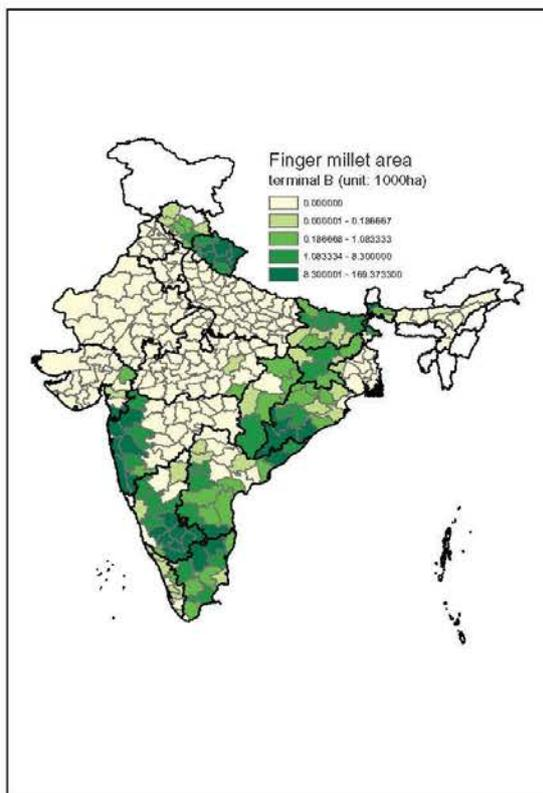 Finger millet area
terminal B (unit: 1000ha)
0.000000
0.000001 - 0.186667
0.186668 - 1.083333
1.083334 - 8.300000
8.300001 - 169.373300